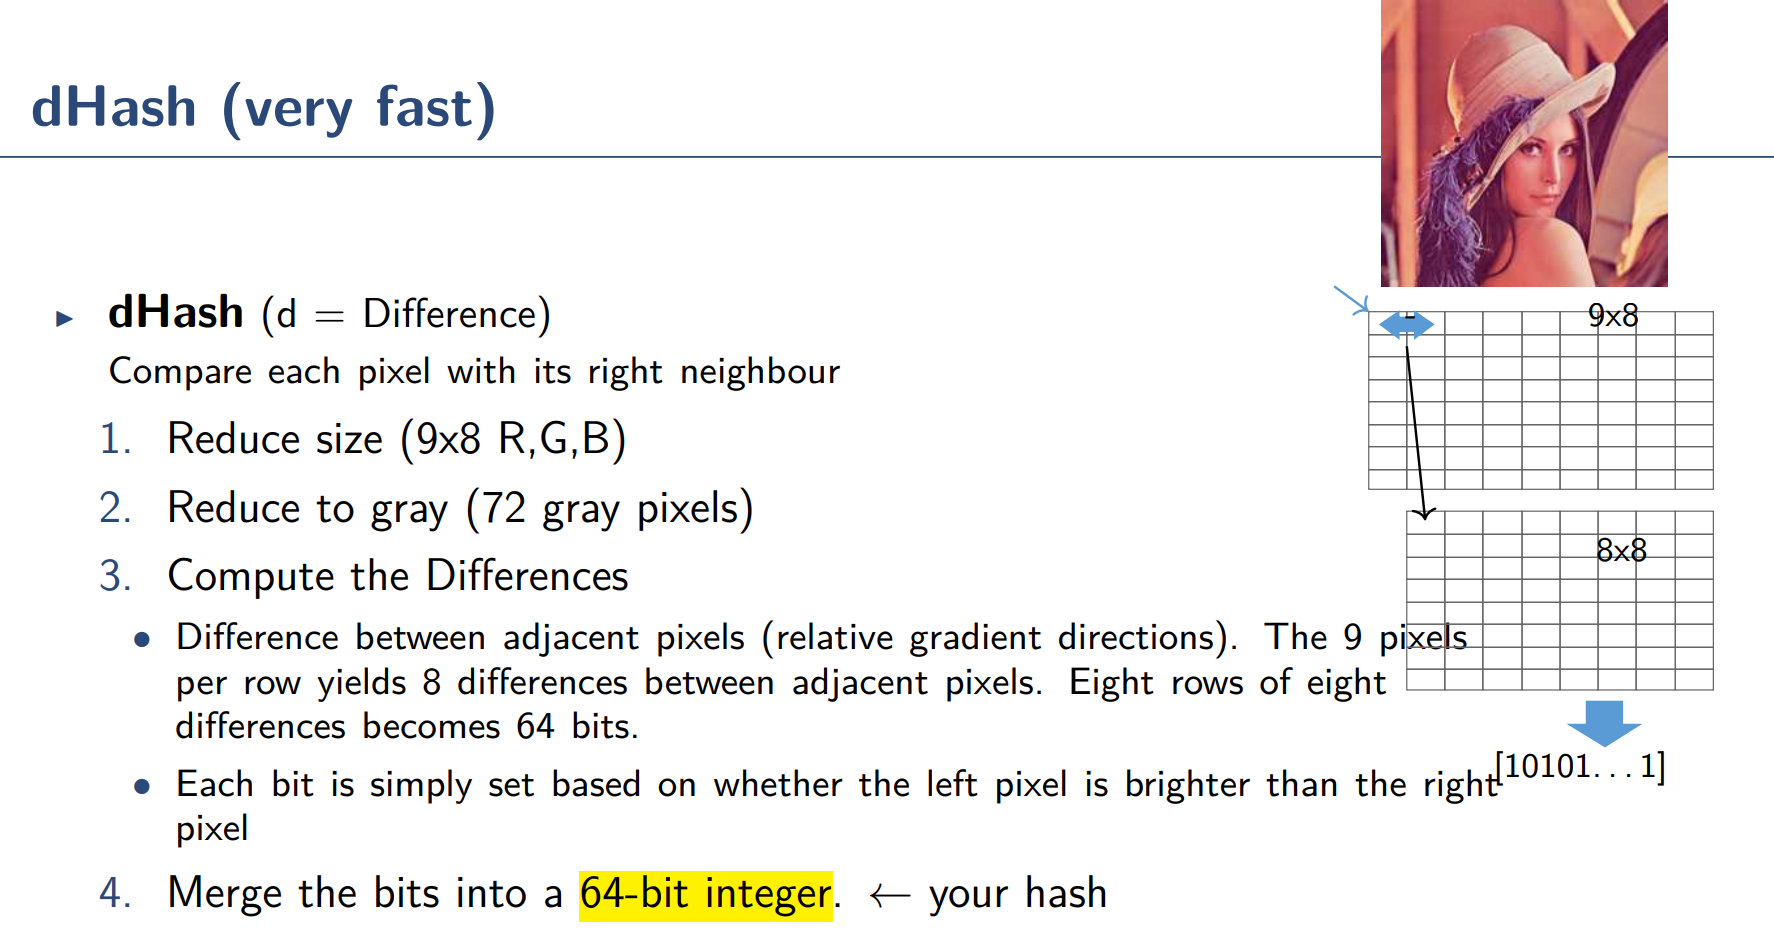 dHash (very fast)
► dHash (d = Difference)
Compare each pixel with its right neighbour
1. Reduce size (9x8 R,G,B)
2. Reduce to gray (72 gray pixels)
3. Compute the Differences
• Difference between adjacent pixels (relative gradient directions). The 9 pixels
per row yields 8 differences between adjacent pixels. Eight rows of eight
differences becomes 64 bits.
• Each bit is simply set based on whether the left pixel is brighter than the right
pixel
4. Merge the bits into a 64-bit integer. ← your hash
-
9x8
8x8
[10101...1]